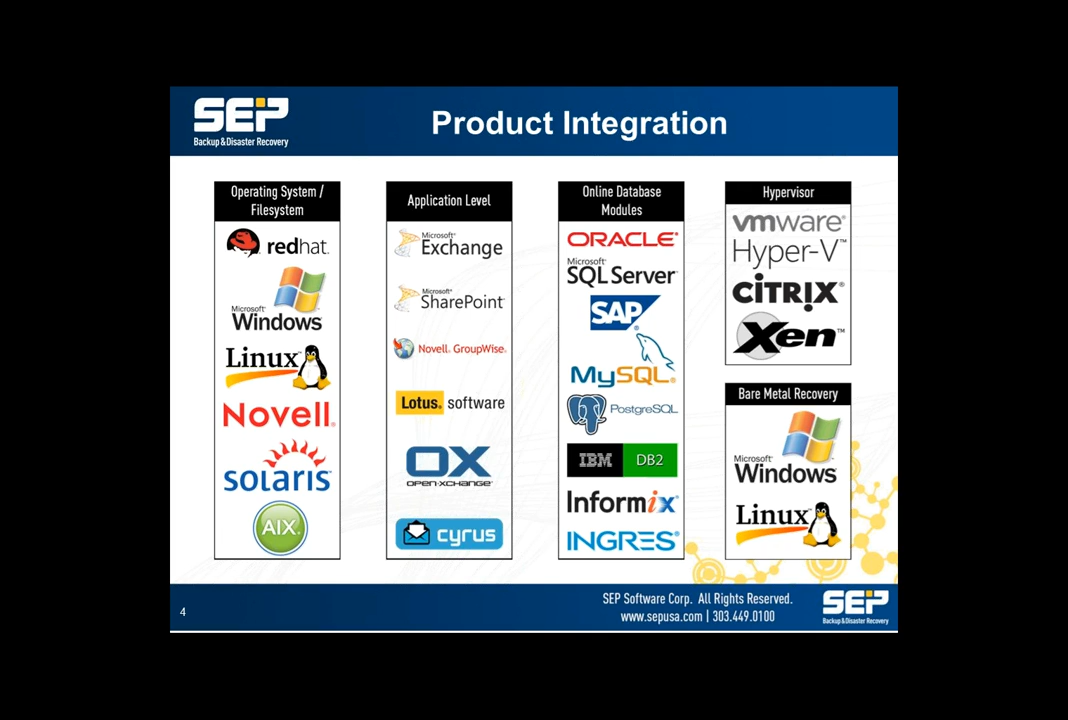 SEP
Backup & Disaster Recovery
Product Integration
Operating System /
Filesystem
redhat.
Microsoft®
Windows
Linux
NOVELL®
solaris™
AIX®
Application Level
Microsoft®
Exchange
Microsoft®
SharePoint®
Novell® GroupWise®
Lotus® software
OX
OPEN-XCHANGE®
cyrus
Online Database
Modules
ORACLE®
Microsoft®
SQL Server®
SAP®
MySQL®
PostgreSQL
IBM DB2
Informix®
INGRES®
Hypervisor
vmware®
Hyper-V™
CITRIX®
Xen™
Bare Metal Recovery
Microsoft®
Windows®
Linux
4
SEP Software Corp. All Rights Reserved.
www.sepusa.com | 303.449.0100
SEP
Backup & Disaster Recovery